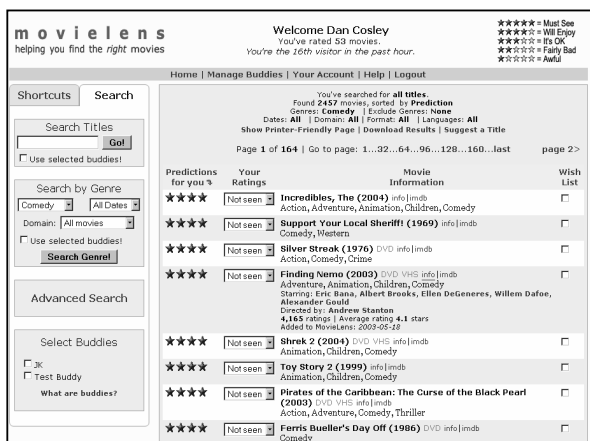 movielens
helping you find the right movies
Welcome Dan Cosley
You've rated 53 movies.
You're the 16th visitor in the past hour.
★★★★★ = Must See
★★★★☆ = Will Enjoy
★★★☆☆ = It's OK
★★☆☆☆ = Fairly Bad
★☆☆☆☆ = Awful
Home | Manage Buddies | Your Account | Help | Logout
Shortcuts Search
Search Titles
Go!
Use selected buddies!
Search by Genre
Comedy All Dates
Domain: All movies
Use selected buddies!
Search Genre!
Advanced Search
Select Buddies
JK
Test Buddy
What are buddies?
You've searched for all titles.
Found 2457 movies, sorted by Prediction
Genres: Comedy | Exclude Genres: None
Dates: All | Domain: All | Format: All | Languages: All
Show Printer-Friendly Page | Download Results | Suggest a Title
Page 1 of 164 | Go to page: 1...32...64...96...128...160...last page 2>
Predictions Your Movie Wish
for you Ratings Information List
★★★★ Not seen Incredibles, The (2004) info|imdb
Action, Adventure, Animation, Children, Comedy
★★★★ Not seen Support Your Local Sheriff! (1969) info|imdb
Comedy, Western
★★★★ Not seen Silver Streak (1976) DVD info|imdb
Action, Comedy, Crime
★★★★ Not seen Finding Nemo (2003) DVD VHS info|imdb
Adventure, Animation, Children, Comedy
Starring: Eric Bana, Albert Brooks, Ellen DeGeneres, Willem Dafoe,
Alexander Gould
Directed by: Andrew Stanton
4,165 ratings | Average rating 4.1 stars
Added to MovieLens: 2003-05-18
★★★★ Not seen Shrek 2 (2004) DVD VHS info|imdb
Animation, Children, Comedy
★★★★ Not seen Toy Story 2 (1999) info|imdb
Animation, Children, Comedy
★★★★ Not seen Pirates of the Caribbean: The Curse of the Black Pearl
(2003) DVD VHS info|imdb
Action, Adventure, Comedy, Thriller
★★★★ Not seen Ferris Bueller's Day Off (1986) DVD VHS info|imdb
Comedy